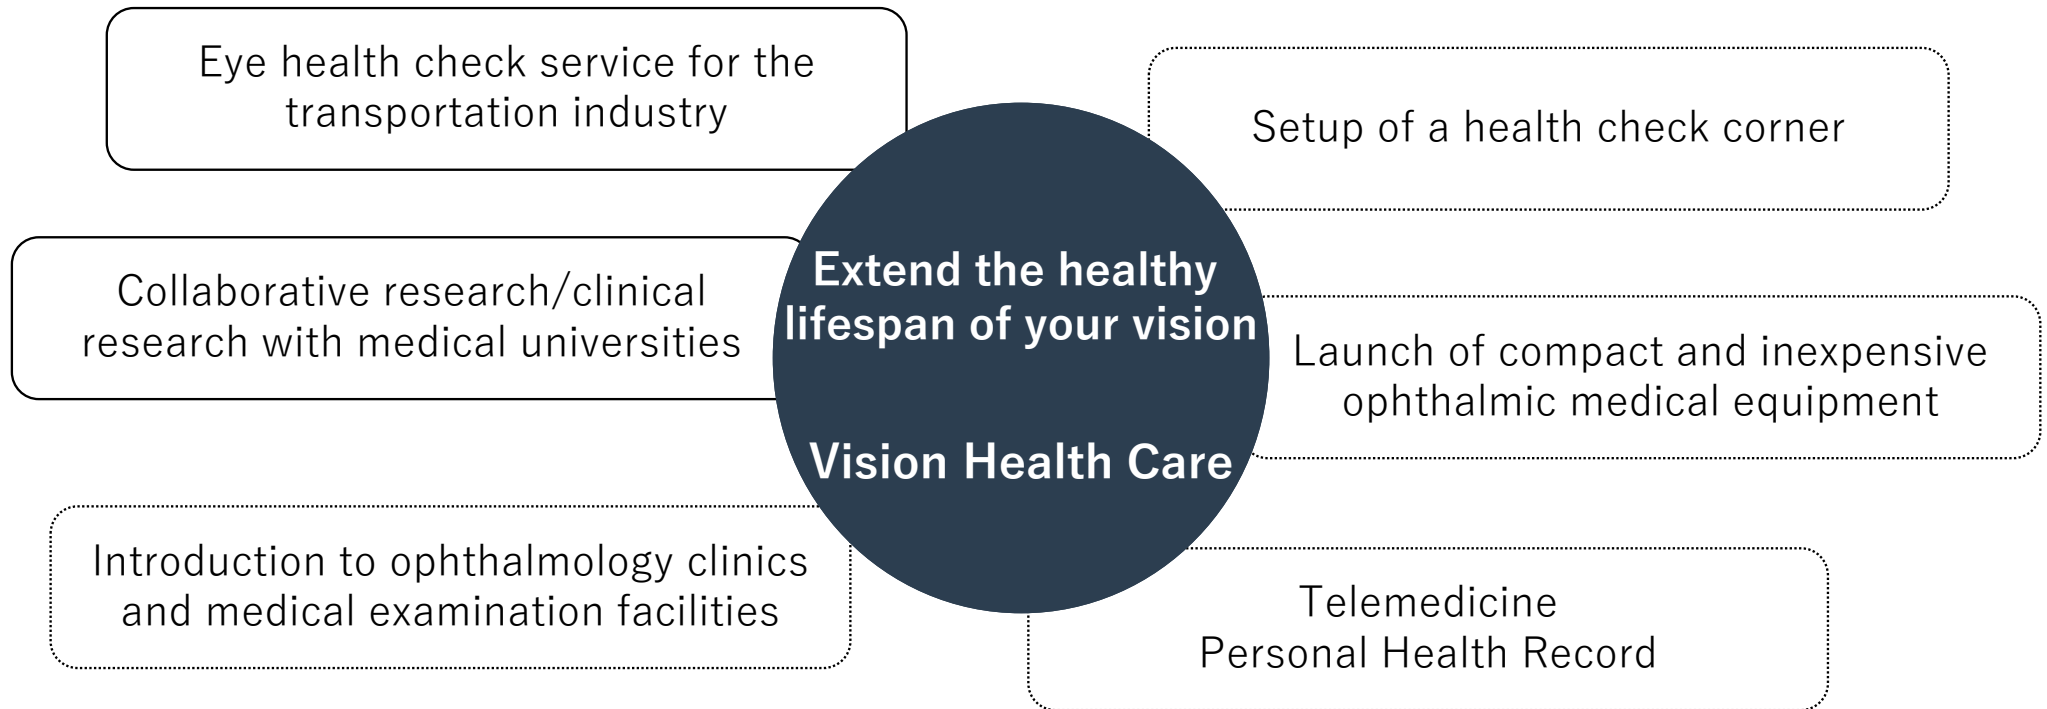 Eye health check service for the
transportation industry
Setup of a health check corner
Collaborative research/clinical
research with medical universities
Extend the healthy
lifespan of your vision
Vision Health Care
Launch of compact and inexpensive
ophthalmic medical equipment
Introduction to ophthalmology clinics
and medical examination facilities
Telemedicine
Personal Health Record